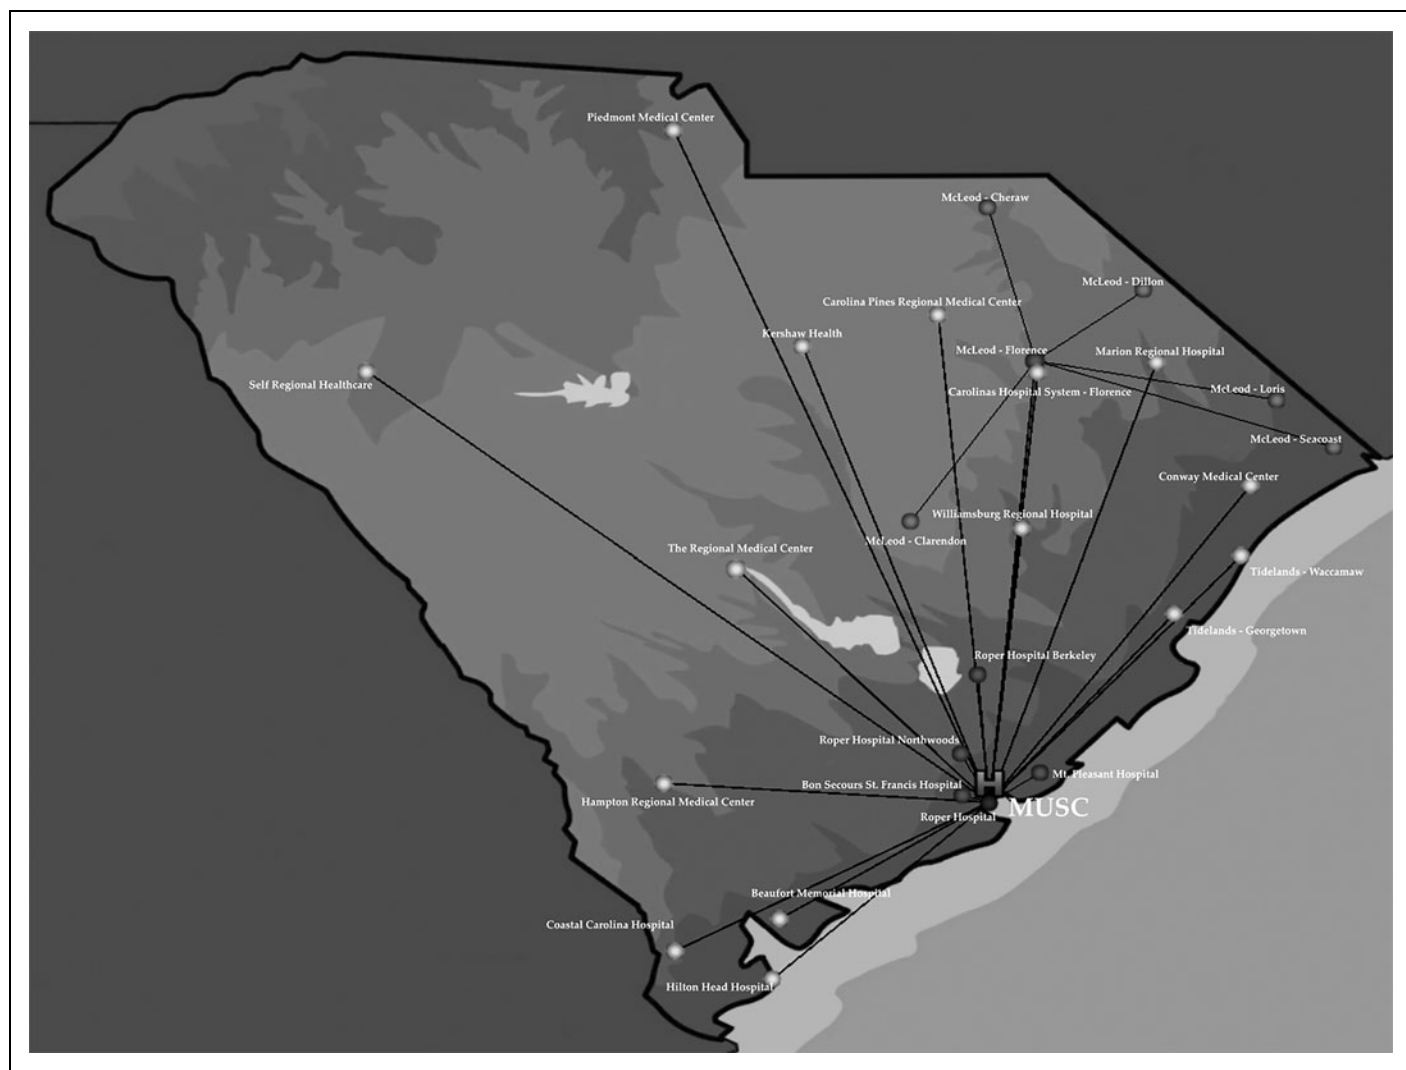 Piedmont Medical Center
McLeod - Cheraw
McLeod - Dillon
Carolina Pines Regional Medical Center
Kershaw Health
McLeod - Florence
Marion Regional Hospital
Self Regional Healthcare
Carolinas Hospital System - Florence
McLeod - Loris
McLeod - Seacoast
Conway Medical Center
Williamsburg Regional Hospital
McLeod - Clarendon
The Regional Medical Center
Tidelands - Waccamaw
Tidelands - Georgetown
Roper Hospital Berkeley
Roper Hospital Northwoods
Mt. Pleasant Hospital
Bon Secours St. Francis Hospital
H
Hampton Regional Medical Center
MUSC
Roper Hospital
Beaufort Memorial Hospital
Coastal Carolina Hospital
Hilton Head Hospital